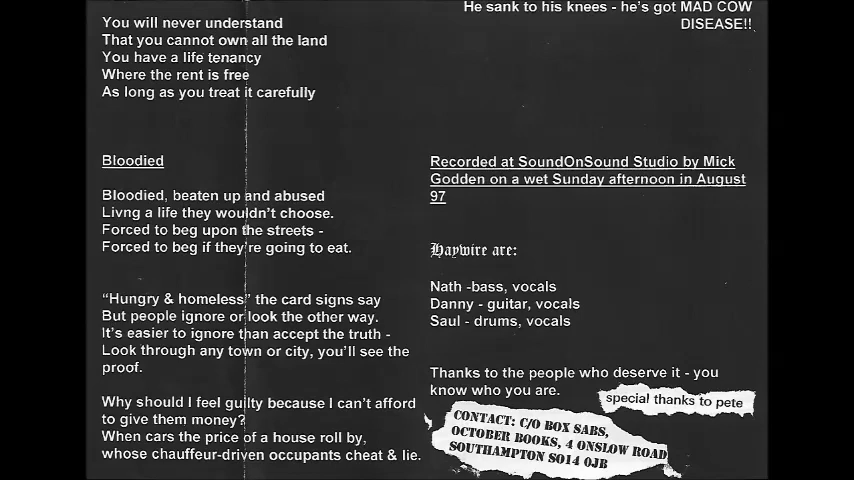 You will never understand
That you cannot own all the land
You have a life tenancy
Where the rent is free
As long as you treat it carefully
Bloodied
Bloodied, beaten up and abused
Livng a life they wouldn't choose.
Forced to beg upon the streets -
Forced to beg if they're going to eat.
"Hungry & homeless" the card signs say
But people ignore or look the other way.
It's easier to ignore than accept the truth -
Look through any town or city, you'll see the
proof.
Why should I feel guilty because I can't afford
to give them money?
When cars the price of a house roll by,
whose chauffeur-driven occupants cheat & lie.
He sank to his knees - he's got MAD COW
DISEASE!!
Recorded at SoundOnSound Studio by Mick
Godden on a wet Sunday afternoon in August
97
Haywire are:
Nath -bass, vocals
Danny - guitar, vocals
Saul - drums, vocals
Thanks to the people who deserve it - you
know who you are.
special thanks to pete
CONTACT: C/O BOX SABS,
OCTOBER BOOKS, 4 ONSLOW ROAD
SOUTHAMPTON SO14 0JB